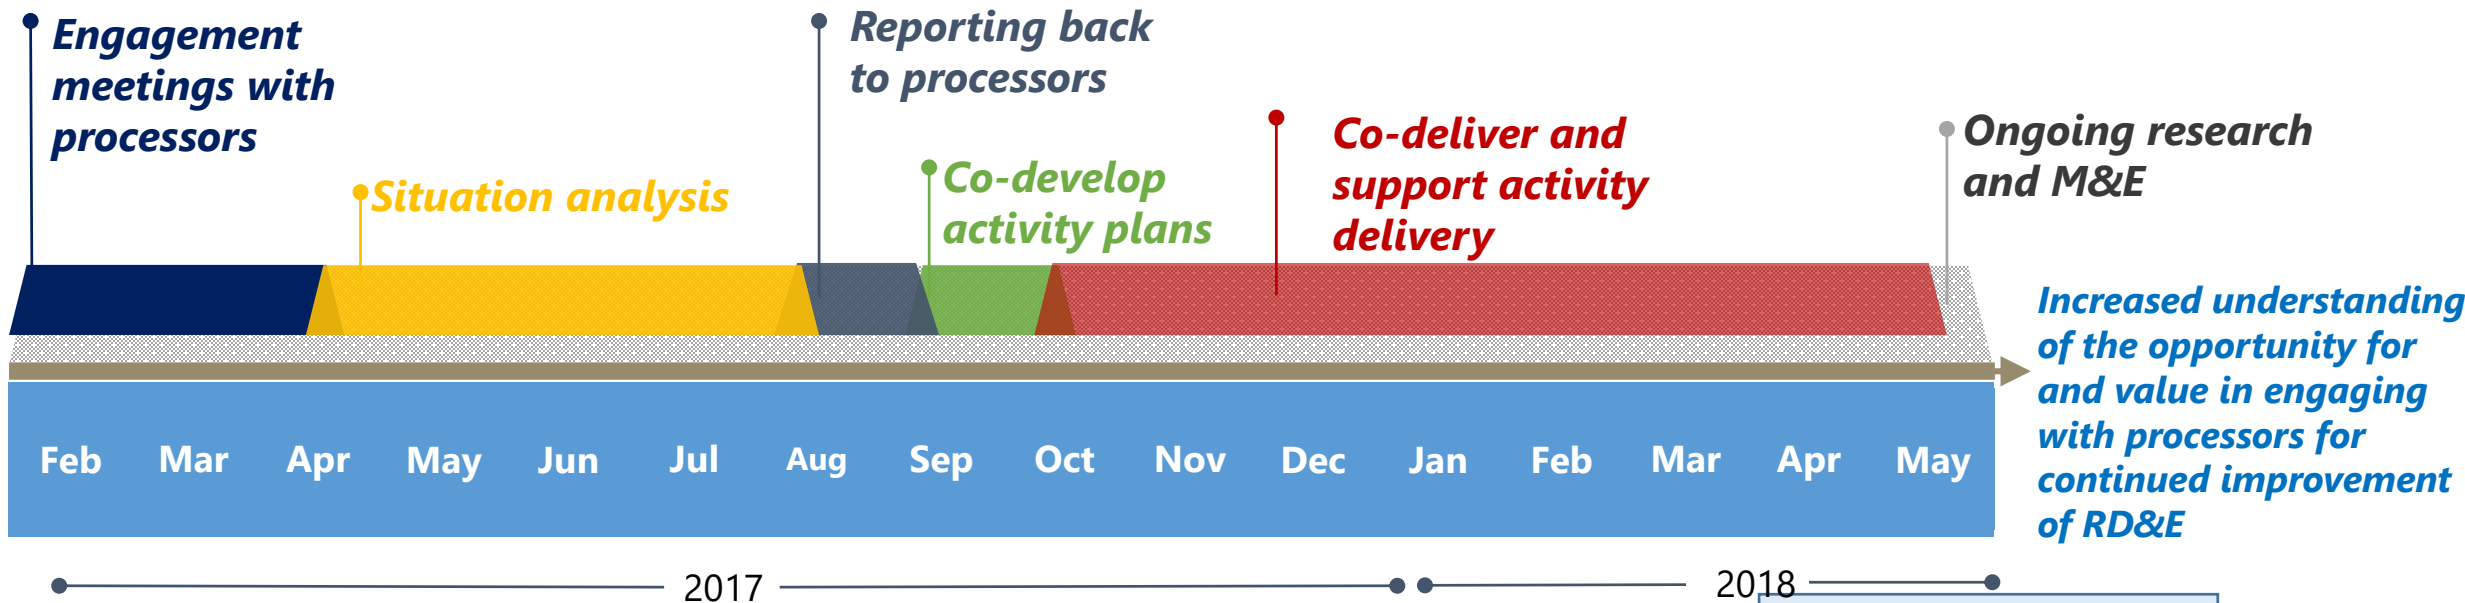 Engagement
meetings with
processors
Situation analysis
Reporting back
to processors
Co-develop
activity plans
Co-deliver and
support activity
delivery
Ongoing research
and M&E
Increased understanding
of the opportunity for
and value in engaging
with processors for
continued improvement
of RD&E
Feb Mar Apr May Jun Jul Aug Sep Oct Nov Dec Jan Feb Mar Apr May
2017 2018